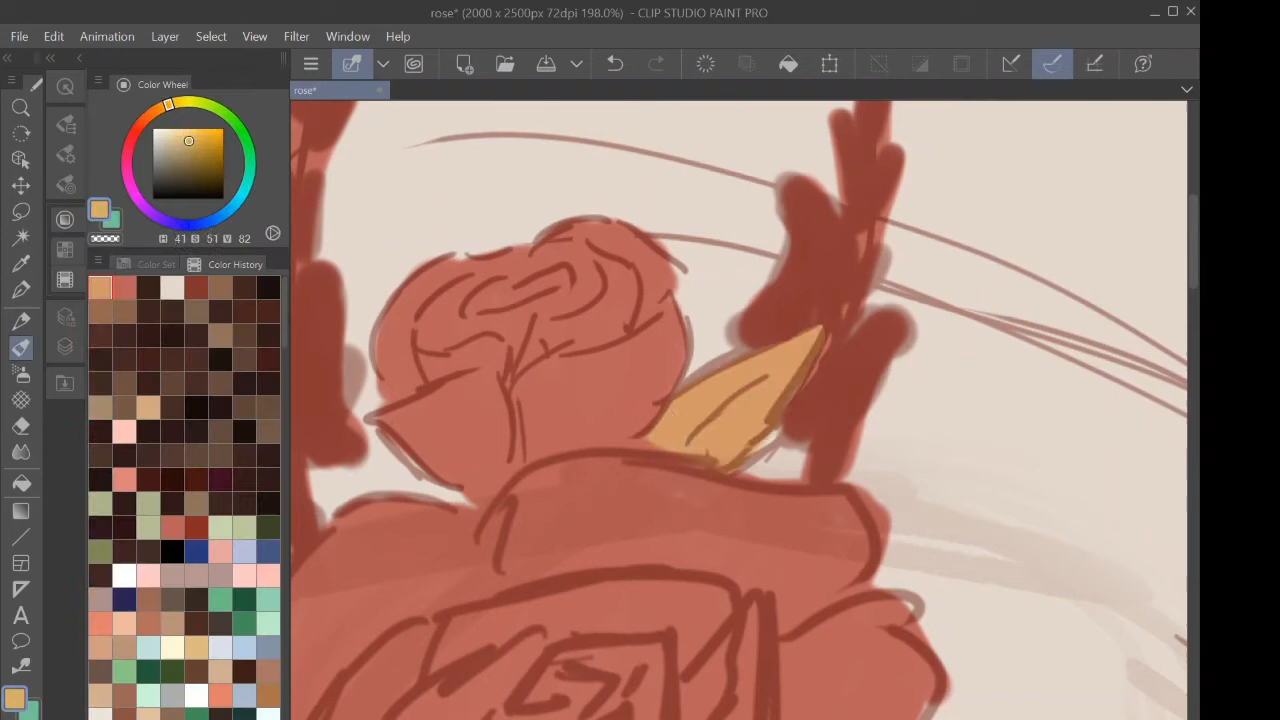 rose* (2000 x 2500px 72dpi 198.0%) - CLIP STUDIO PAINT PRO
File Edit Animation Layer Select View Filter Window Help
Color Wheel
rose*
H 41 S 51 V 82
Color Set Color History
A